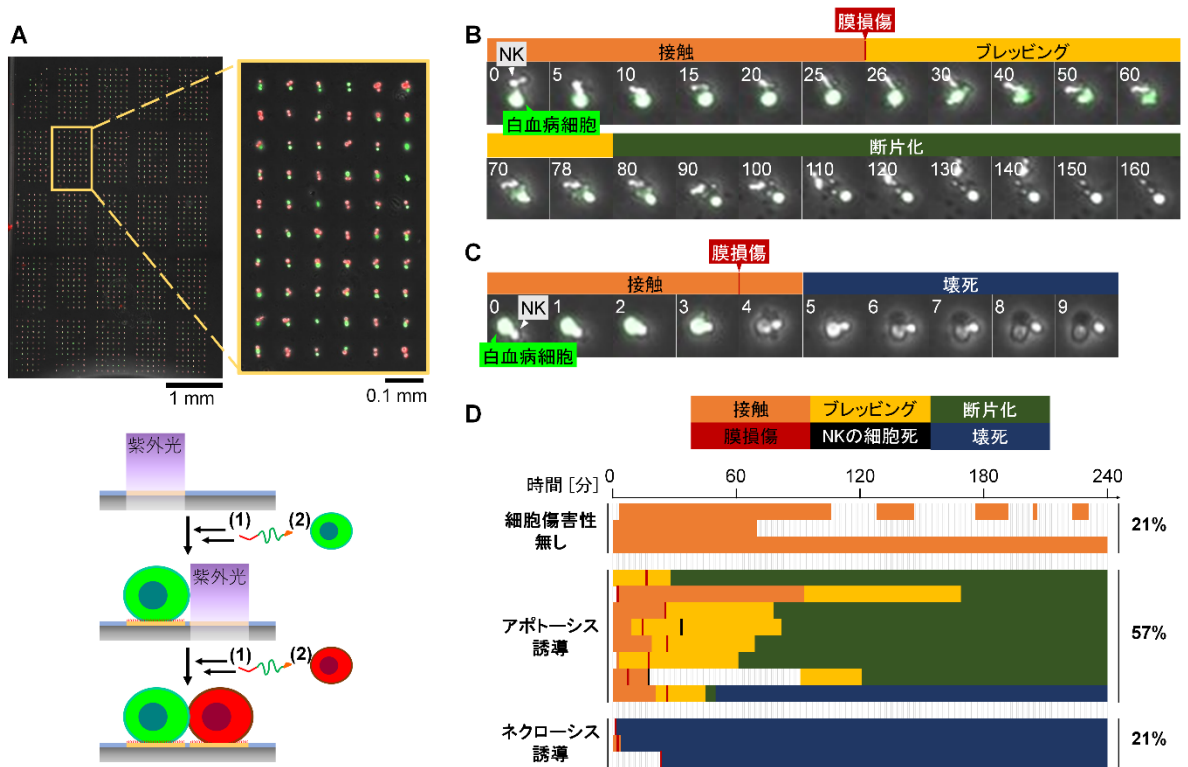 A
1 mm
0.1 mm
紫外光
(1)
(2)
紫外光
(1)
(2)
B
膜損傷
接触
ブレッビング
NK
0 5 10 15 20 25 26 30 40 50 60
白血病細胞
断片化
70 78 80 90 100 110 120 130 140 150 160
C
膜損傷
接触
壊死
0 1 2 3 4 5 6 7 8 9
NK
白血病細胞
D
接触 ブレッビング 断片化
膜損傷 NKの細胞死 壊死
時間 [分]
0 60 120 180 240
細胞傷害性
無し
21%
アポトーシス
誘導
57%
ネクローシス
誘導
21%